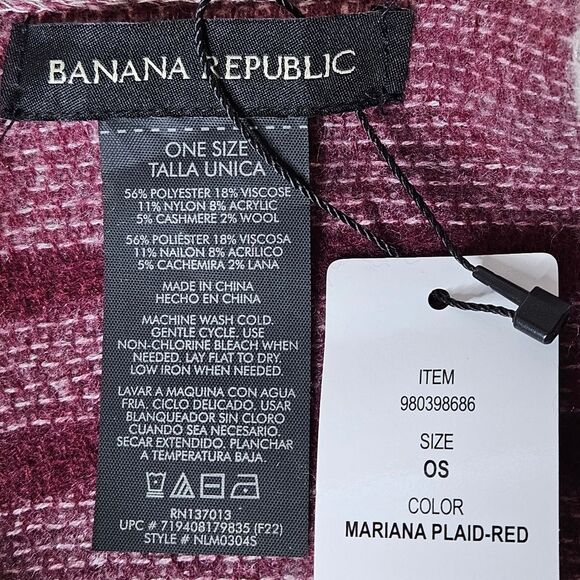 BANANA REPUBLIC
ONE SIZE
TALLA UNICA
56% POLYESTER 18% VISCOSE
11% NYLON 8% ACRYLIC
5% CASHMERE 2% WOOL
56% POLIÉSTER 18% VISCOSA
11% NAILON 8% ACRÍLICO
5% CACHEMIRA 2% LANA
MADE IN CHINA
HECHO EN CHINA
MACHINE WASH COLD.
GENTLE CYCLE. USE
NON-CHLORINE BLEACH WHEN
NEEDED. LAY FLAT TO DRY.
LOW IRON WHEN NEEDED.
LAVAR A MAQUINA CON AGUA
FRIA. CICLO DELICADO. USAR
BLANQUEADOR SIN CLORO
CUANDO SEA NECESARIO.
SECAR EXTENDIDO. PLANCHAR
A TEMPERATURA BAJA.
RN137013
UPC # 719408179835 (F22)
STYLE # NLM0304S
ITEM
980398686
SIZE
OS
COLOR
MARIANA PLAID-RED